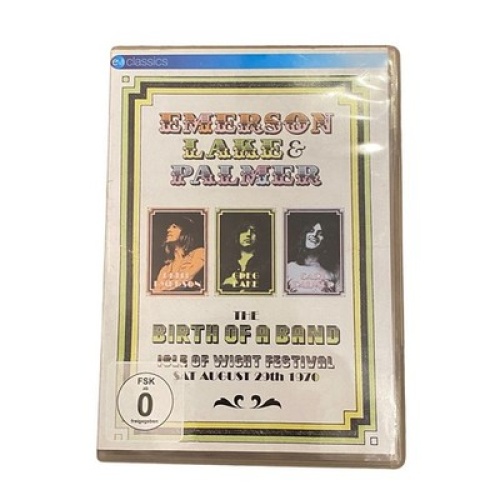 ev classics
EMERSON
LAKE &
PALMER
KEITH
EMERSON
GREG
LAKE
CARL
PALMER
THE
BIRTH OF A BAND
ISLE OF WIGHT FESTIVAL
SAT AUGUST 29th 1970
FSK
ab
0
freigegeben